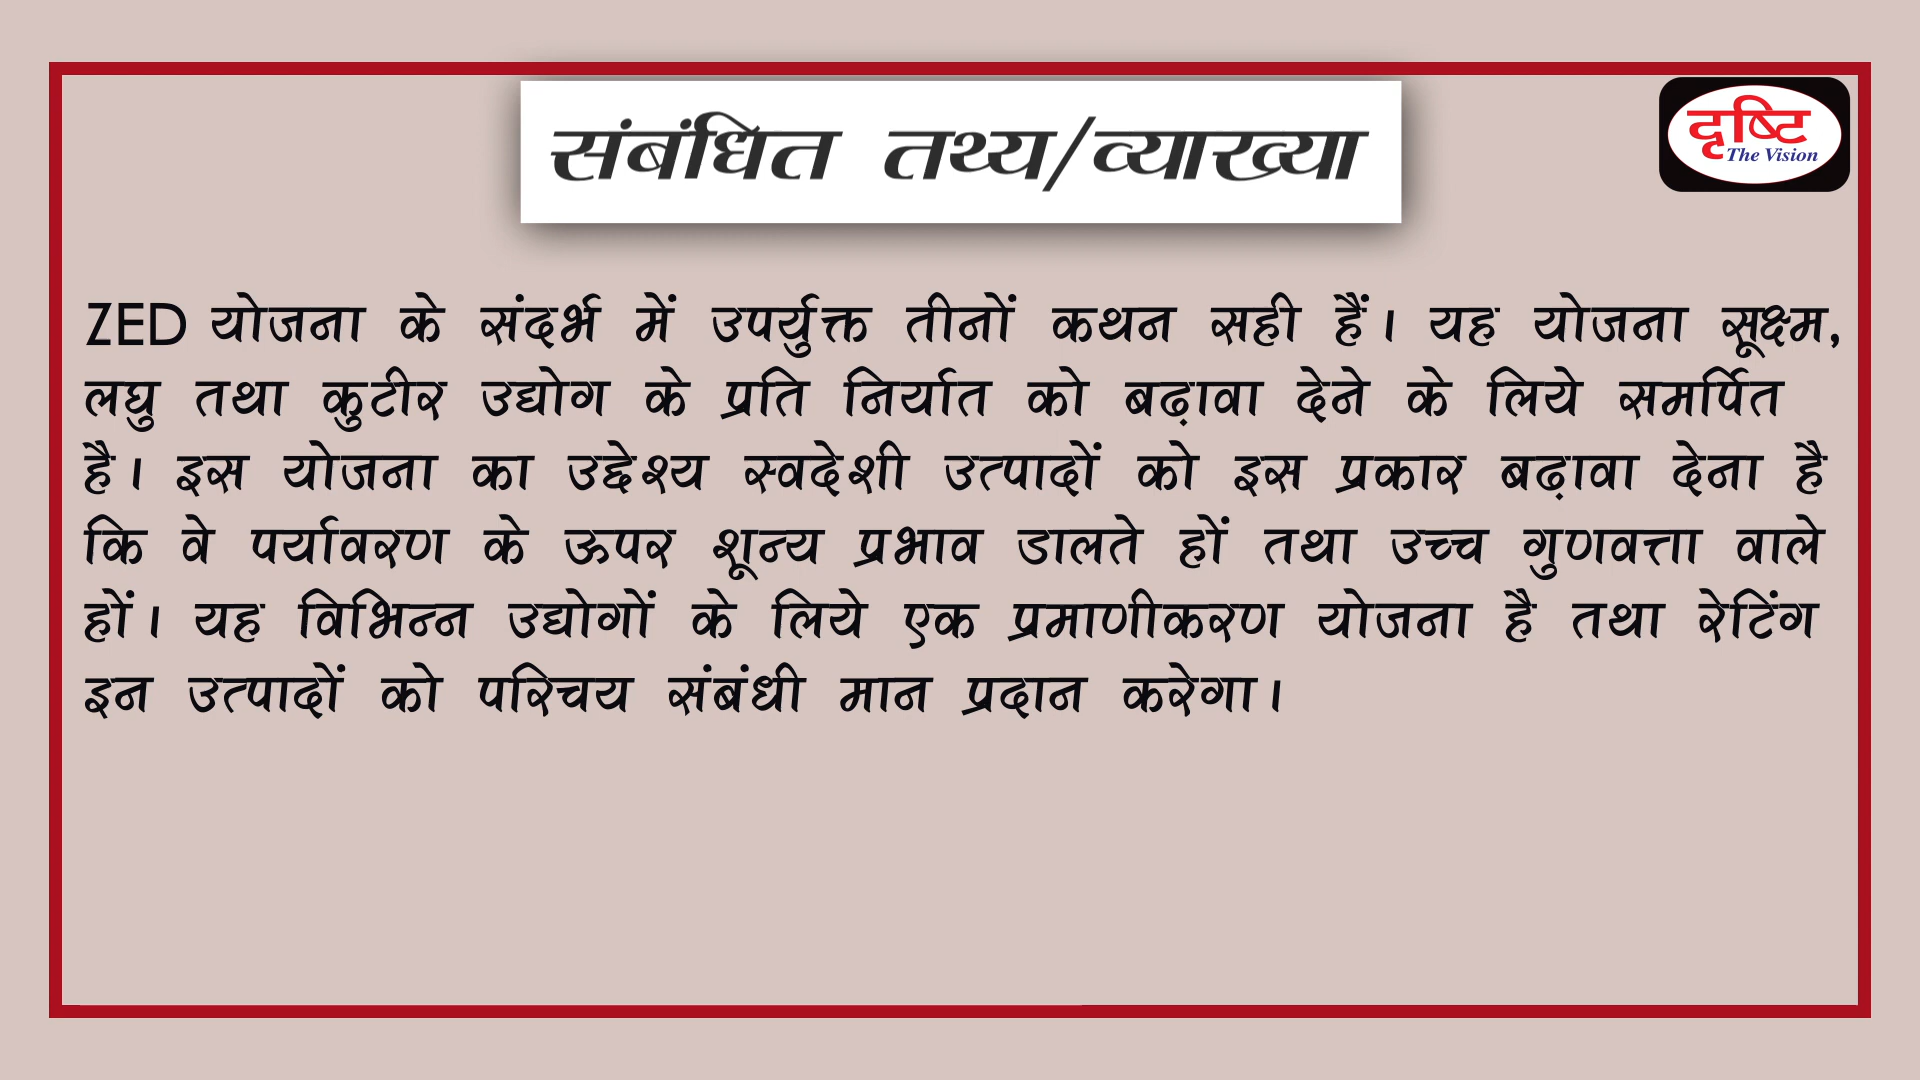 संबंधित तथ्य/व्याख्या
दृष्टि
The Vision
ZED योजना के संदर्भ में उपर्युक्त तीनों कथन सही हैं। यह योजना सूक्ष्म,
लघु तथा कुटीर उद्योग के प्रति निर्यात को बढ़ावा देने के लिये समर्पित
है। इस योजना का उद्देश्य स्वदेशी उत्पादों को इस प्रकार बढ़ावा देना है
कि वे पर्यावरण के ऊपर शून्य प्रभाव डालते हों तथा उच्च गुणवत्ता वाले
हों। यह विभिन्न उद्योगों के लिये एक प्रमाणीकरण योजना है तथा रेटिंग
इन उत्पादों को परिचय संबंधी मान प्रदान करेगा।